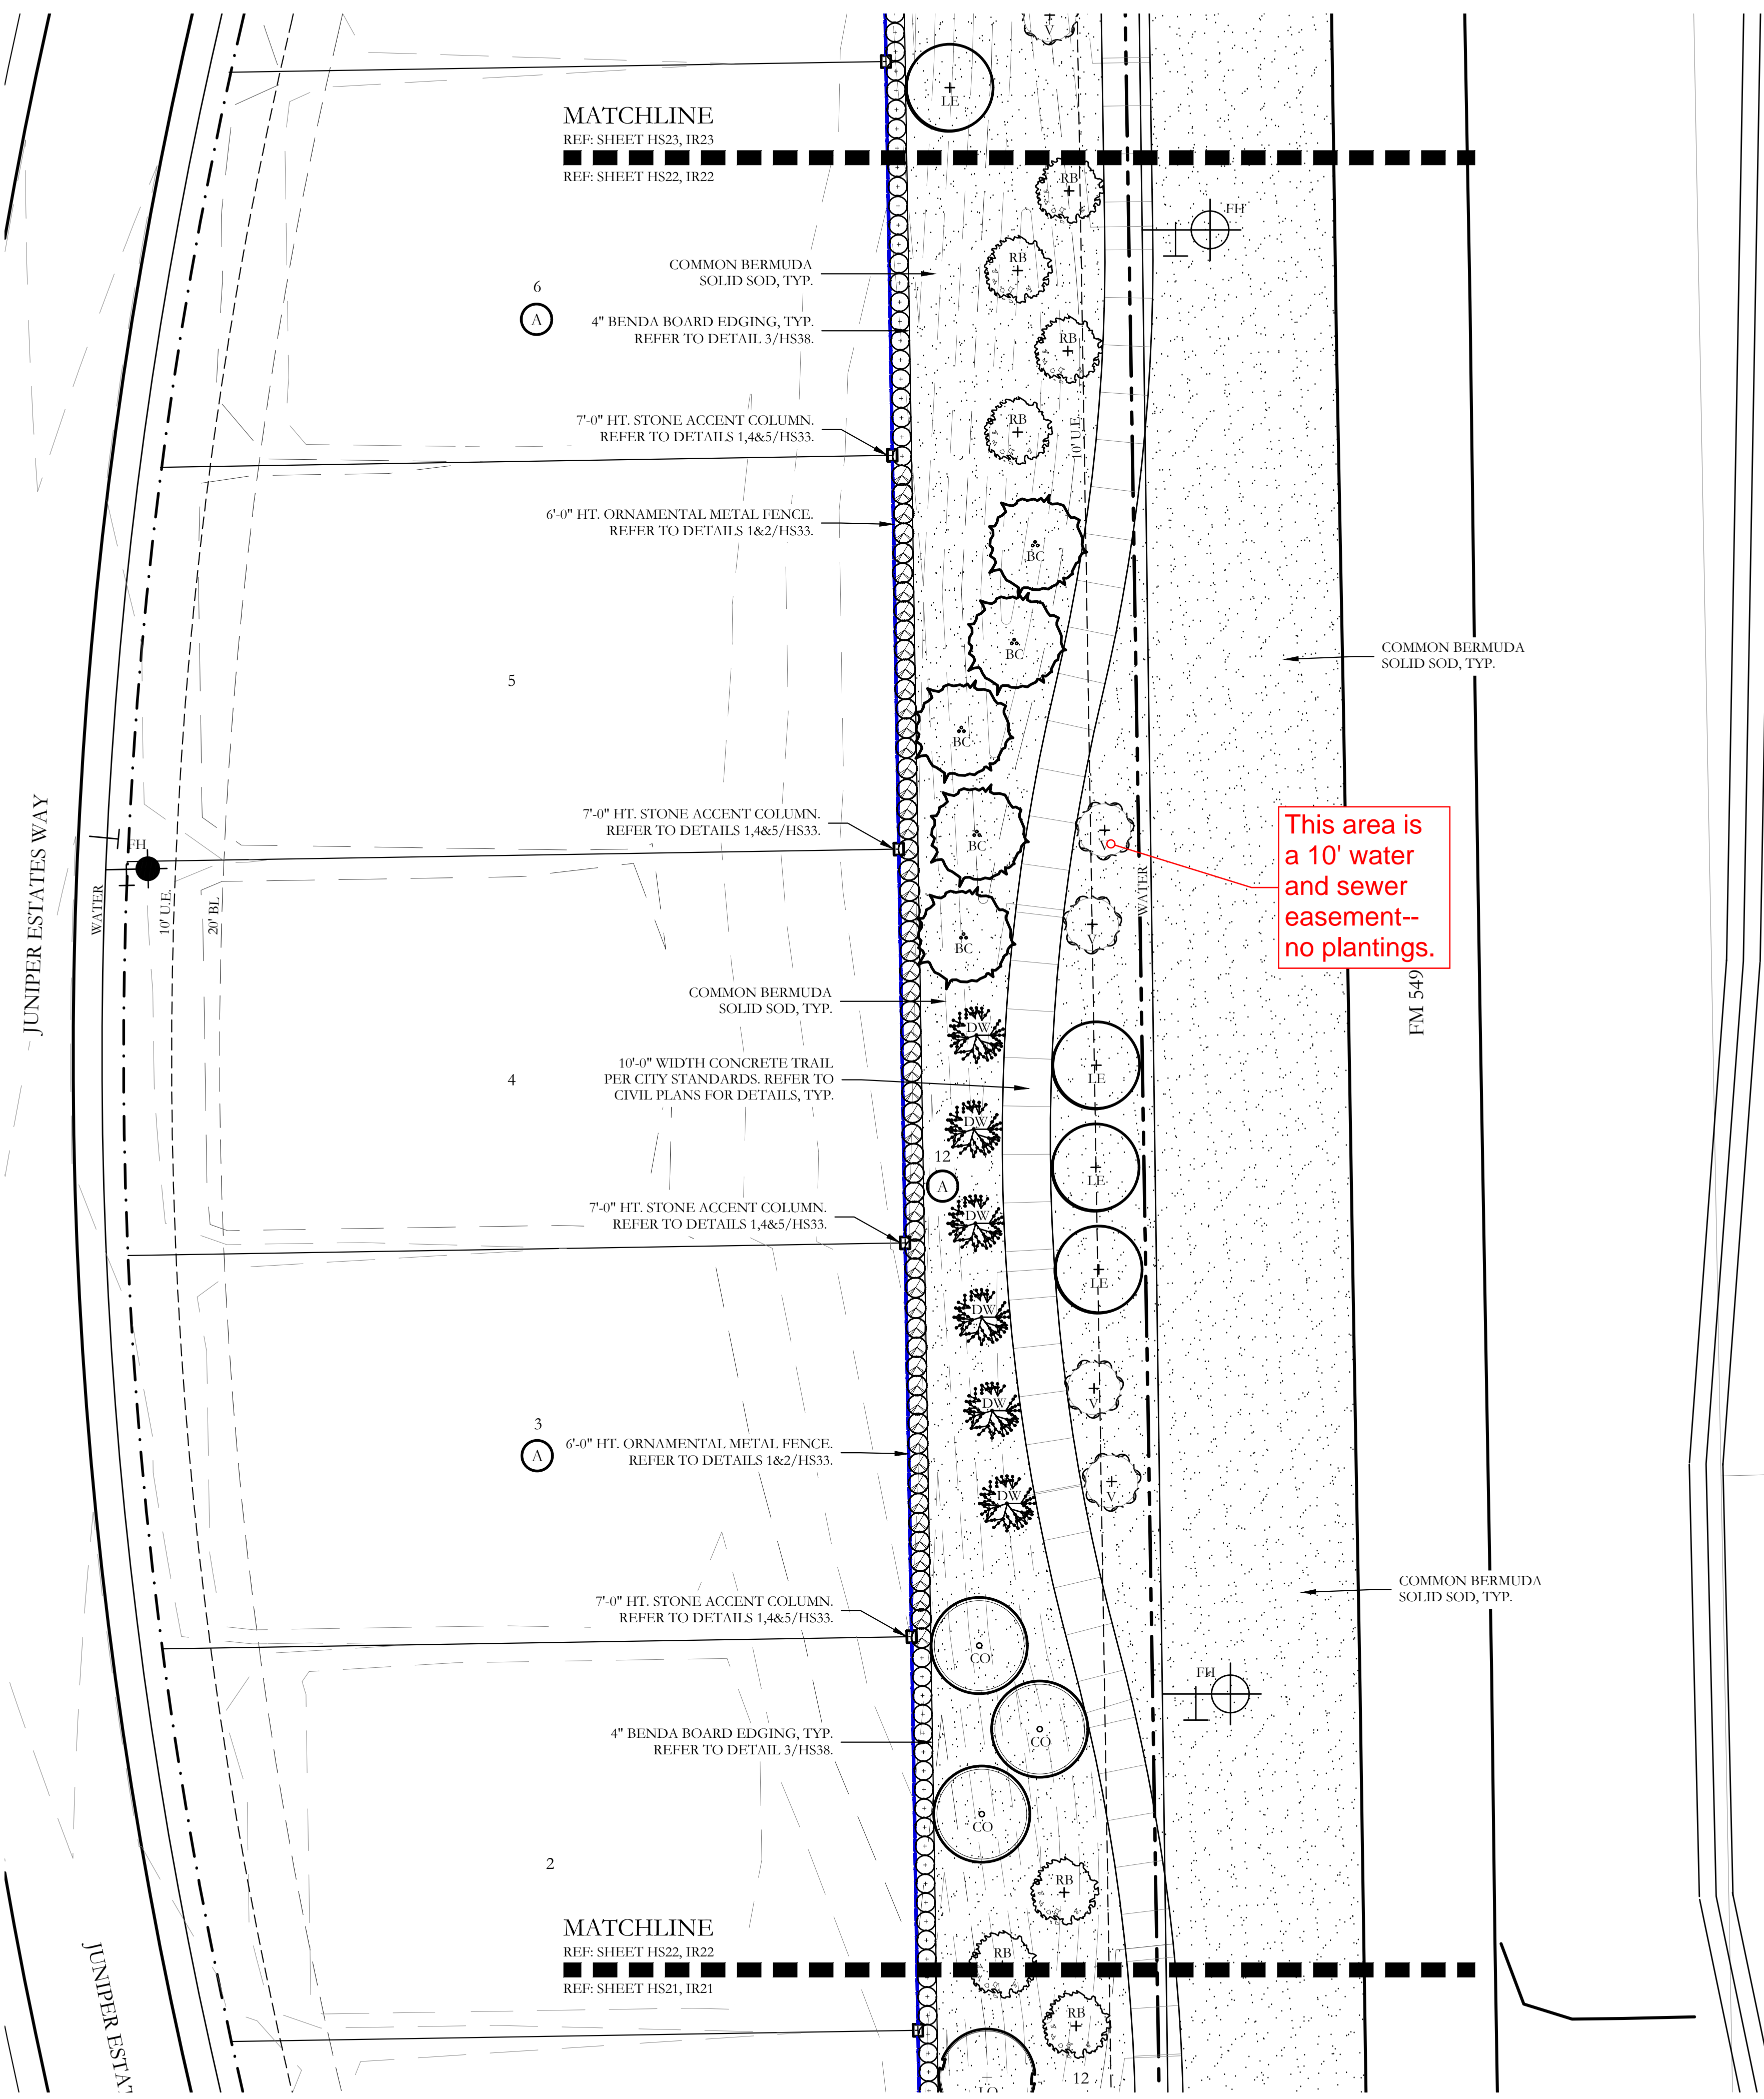 V
LE
MATCHLINE
REF: SHEET HS23, IR23
REF: SHEET HS22, IR22
RB
FH
RB
COMMON BERMUDA
SOLID SOD, TYP.
6
A
4" BENDA BOARD EDGING, TYP.
REFER TO DETAIL 3/HS38.
RB
7'-0" HT. STONE ACCENT COLUMN.
REFER TO DETAILS 1,4&5/HS33.
RB
10' U.E.
6'-0" HT. ORNAMENTAL METAL FENCE.
REFER TO DETAILS 1&2/HS33.
BC
BC
COMMON BERMUDA
SOLID SOD, TYP.
5
BC
7'-0" HT. STONE ACCENT COLUMN.
REFER TO DETAILS 1,4&5/HS33.
BC
V
This area is
a 10' water
and sewer
easement--
no plantings.
JUNIPER ESTATES WAY
FH
WATER
10' U.E.
20' BL
WATER
V
BC
FM 549
COMMON BERMUDA
SOLID SOD, TYP.
DW
10'-0" WIDTH CONCRETE TRAIL
PER CITY STANDARDS. REFER TO
CIVIL PLANS FOR DETAILS, TYP.
LE
4
DW
12
A
LE
7'-0" HT. STONE ACCENT COLUMN.
REFER TO DETAILS 1,4&5/HS33.
DW
LE
DW
V
DW
3
A
6'-0" HT. ORNAMENTAL METAL FENCE.
REFER TO DETAILS 1&2/HS33.
V
DW
COMMON BERMUDA
SOLID SOD, TYP.
7'-0" HT. STONE ACCENT COLUMN.
REFER TO DETAILS 1,4&5/HS33.
CO
FH
4" BENDA BOARD EDGING, TYP.
REFER TO DETAIL 3/HS38.
CO
CO
2
RB
MATCHLINE
REF: SHEET HS22, IR22
REF: SHEET HS21, IR21
RB
RB
JUNIPER ESTAT
12
LO